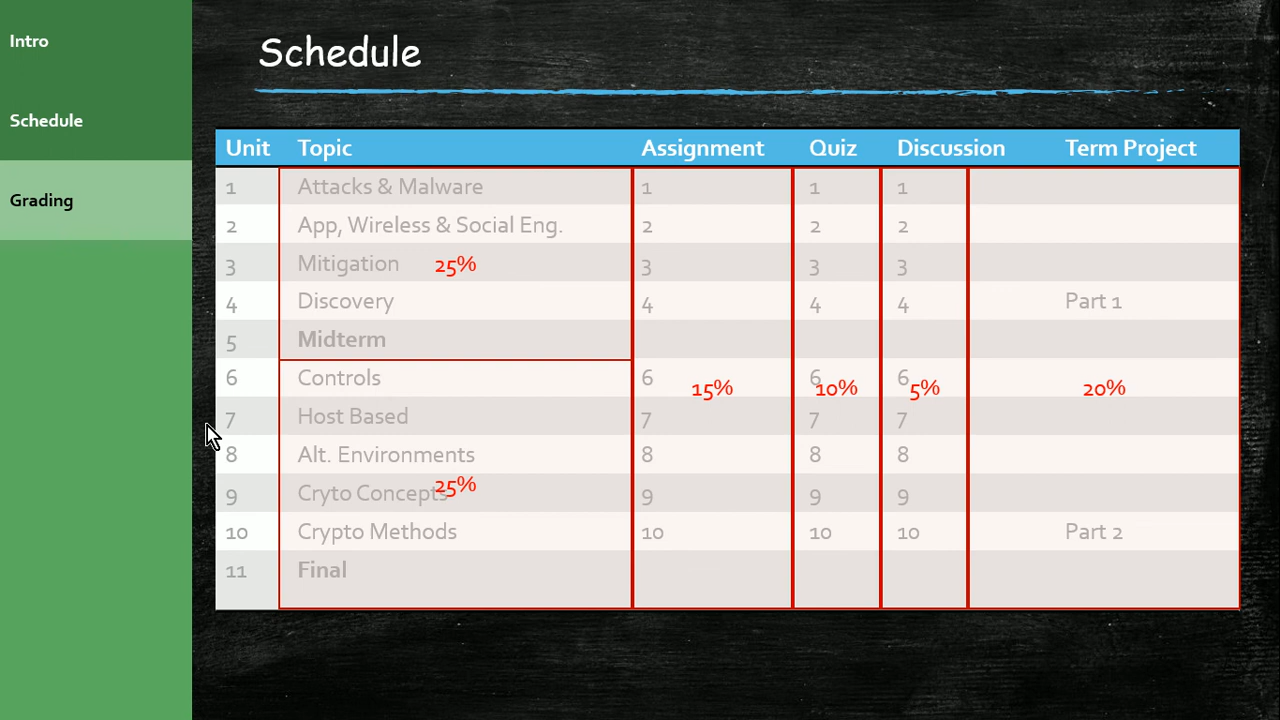 Intro
Schedule
Grading
Schedule
Unit Topic Assignment Quiz Discussion Term Project
1 Attacks & Malware 1 1 1
2 App, Wireless & Social Eng. 2 2 2
3 Mitigation 25% 3 3 3
4 Discovery 4 4 4 Part 1
5 Midterm
6 Controls 6 6 6
15% 10% 5% 20%
7 Host Based 7 7 7
8 Alt. Environments 8 8 8
25%
9 Cryto Concepts 9 9 9
10 Crypto Methods 10 10 10 Part 2
11 Final